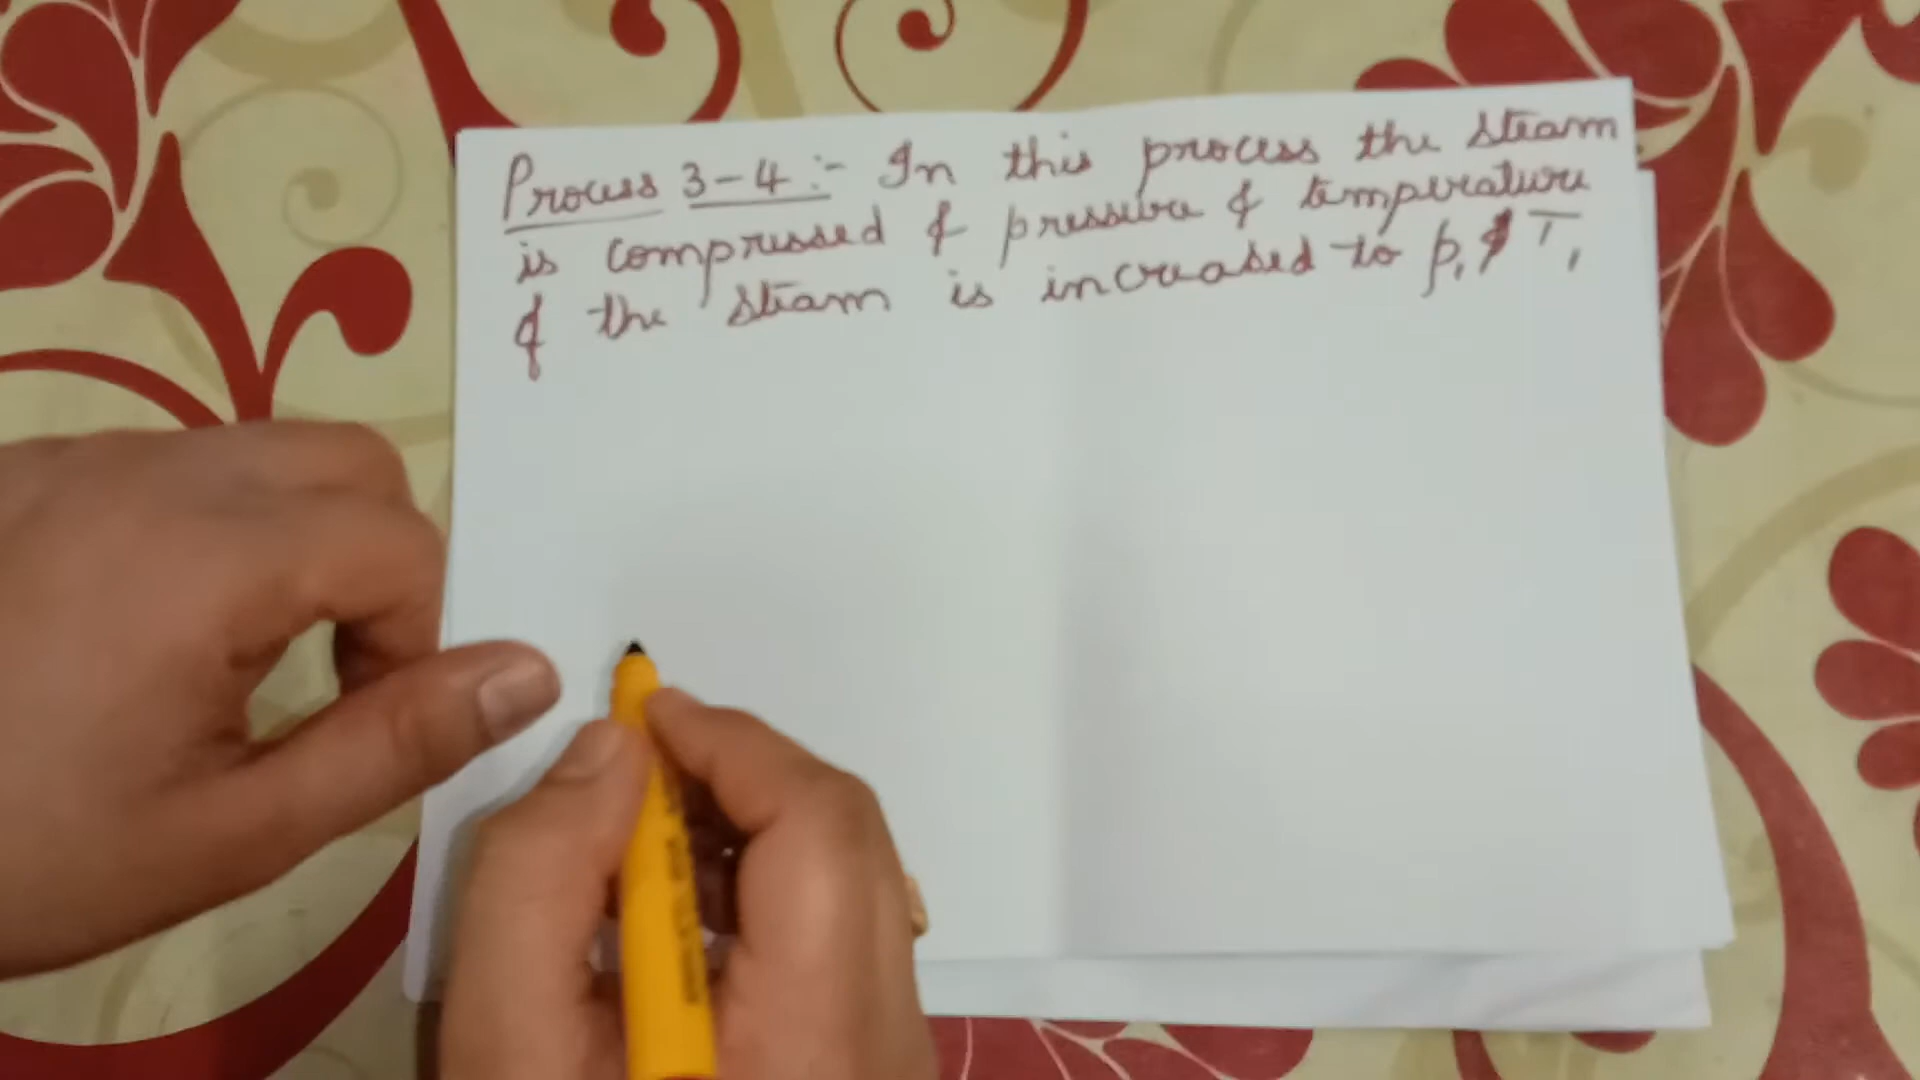 Process 3-4 :- In this process the steam
is compressed & pressure & temperature
of the steam is increased to p1 & T1